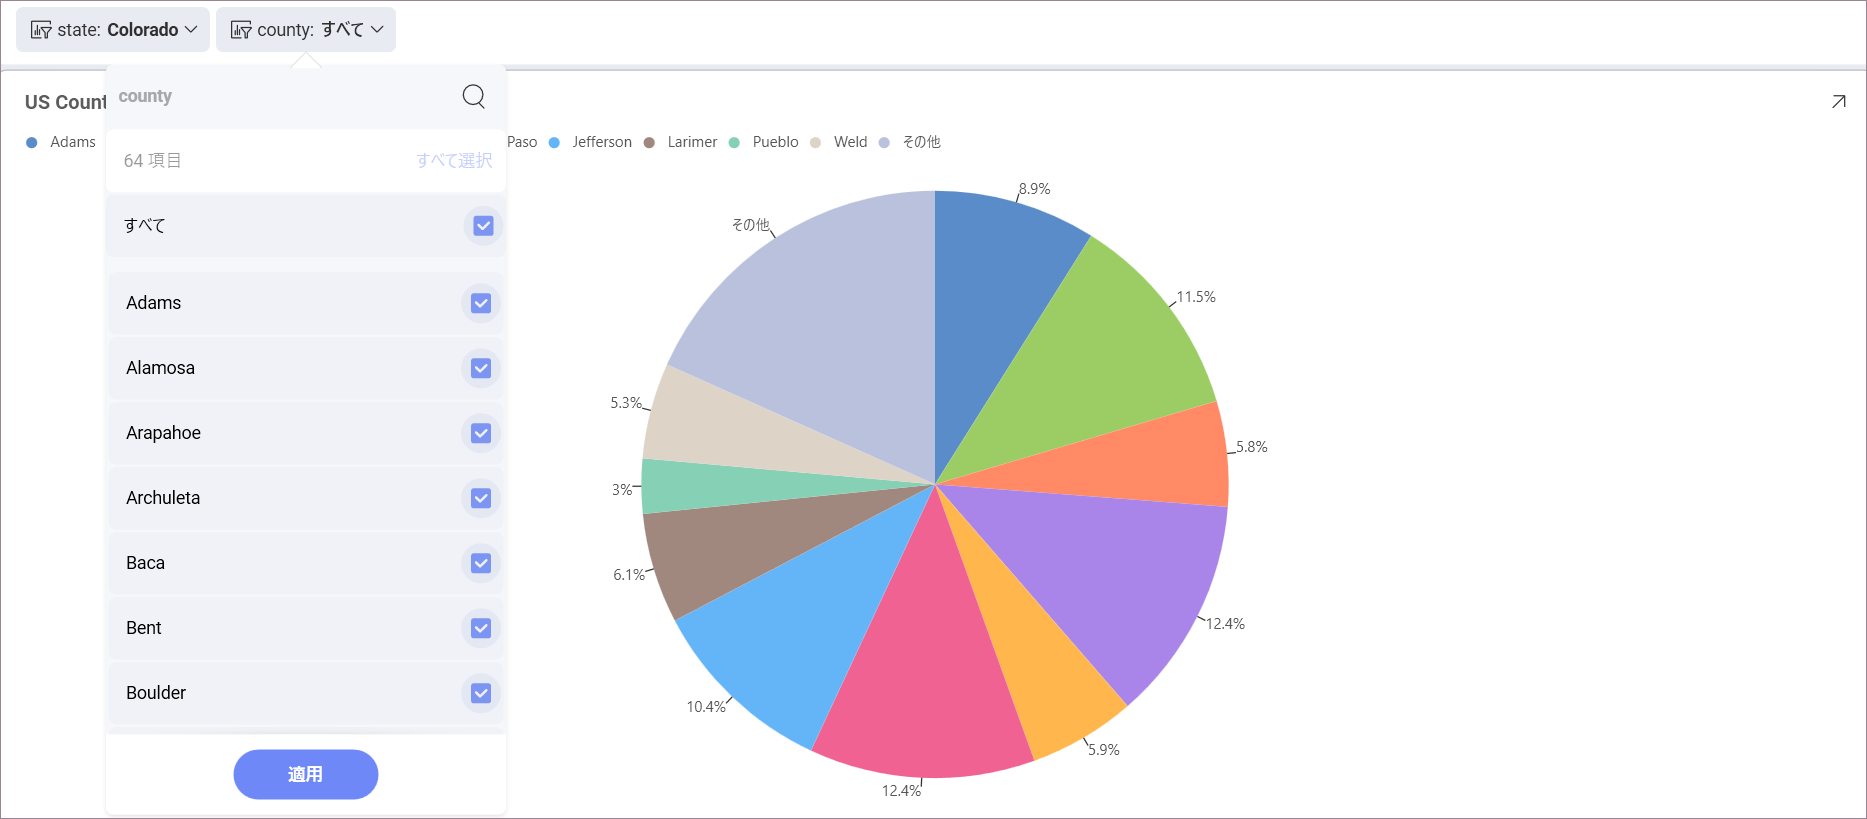 state: Colorado
county: すべて
US Count
county
Adams
Paso
Jefferson
Larimer
Pueblo
Weld
その他
64 項目
すべて選択
すべて
Adams
Alamosa
Arapahoe
Archuleta
Baca
Bent
Boulder
適用
8.9%
11.5%
5.8%
12.4%
5.9%
12.4%
10.4%
6.1%
3%
5.3%
その他